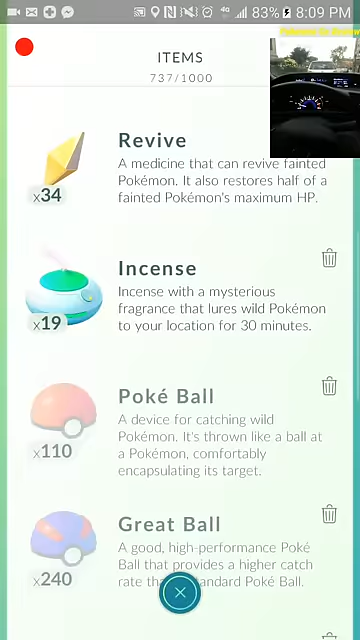 4G 83% 8:09 PM
ITEMS
737/1000
Revive
A medicine that can revive fainted
Pokémon. It also restores half of a
fainted Pokémon's maximum HP.
x34
Incense
Incense with a mysterious
fragrance that lures wild Pokémon
to your location for 30 minutes.
x19
Poké Ball
A device for catching wild
Pokémon. It's thrown like a ball at
a Pokémon, comfortably
encapsulating its target.
x110
Great Ball
A good, high-performance Poké
Ball that provides a higher catch
rate tha standard Poké Ball.
x240